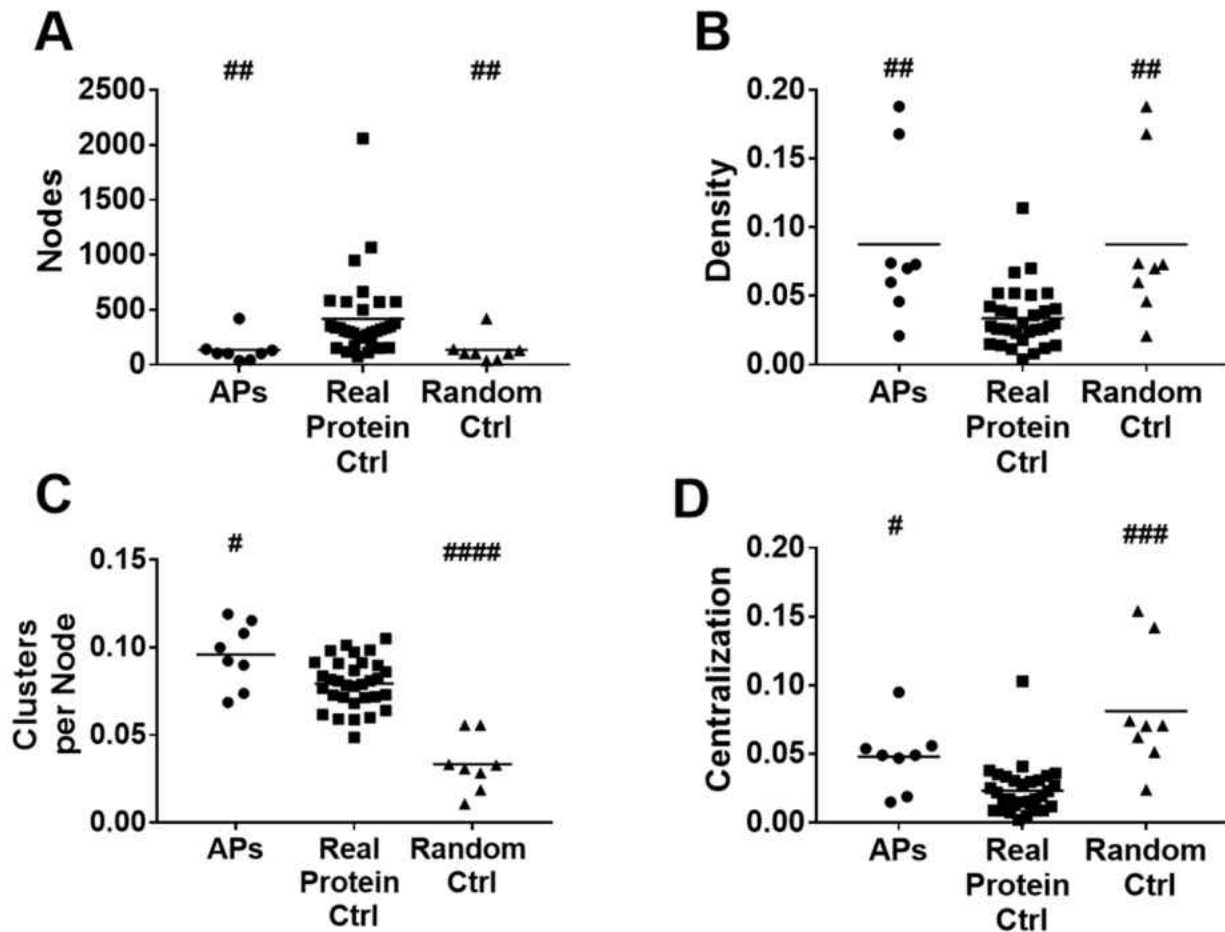 A
##
##
2500
2000
1500
1000
500
0
Nodes
APs
Real
Protein
Ctrl
Random
Ctrl
B
##
##
0.20
0.15
0.10
0.05
0.00
Density
APs
Real
Protein
Ctrl
Random
Ctrl
C
#
####
0.15
0.10
0.05
0.00
Clusters
per Node
APs
Real
Protein
Ctrl
Random
Ctrl
D
#
###
0.20
0.15
0.10
0.05
0.00
Centralization
APs
Real
Protein
Ctrl
Random
Ctrl